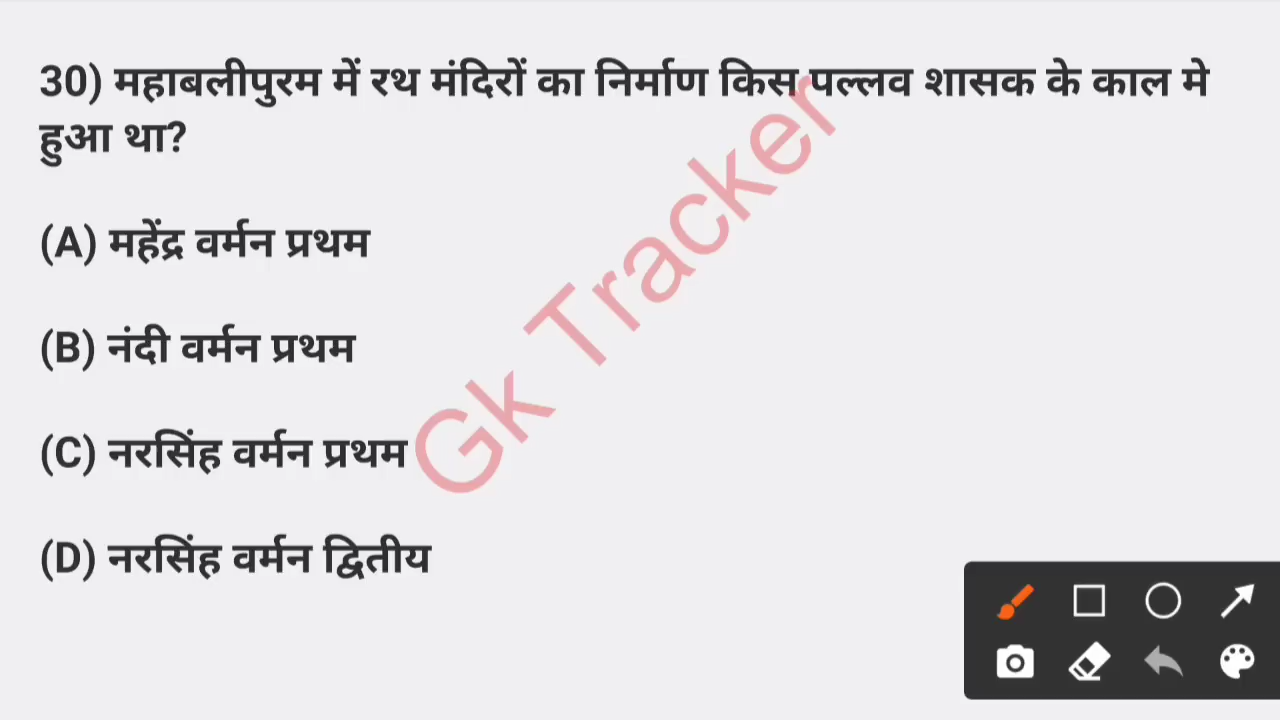 30) महाबलीपुरम में रथ मंदिरों का निर्माण किस पल्लव शासक के काल मे
हुआ था?
(A) महेंद्र वर्मन प्रथम
(B) नंदी वर्मन प्रथम
(C) नरसिंह वर्मन प्रथम
(D) नरसिंह वर्मन द्वितीय
Gk Tracker